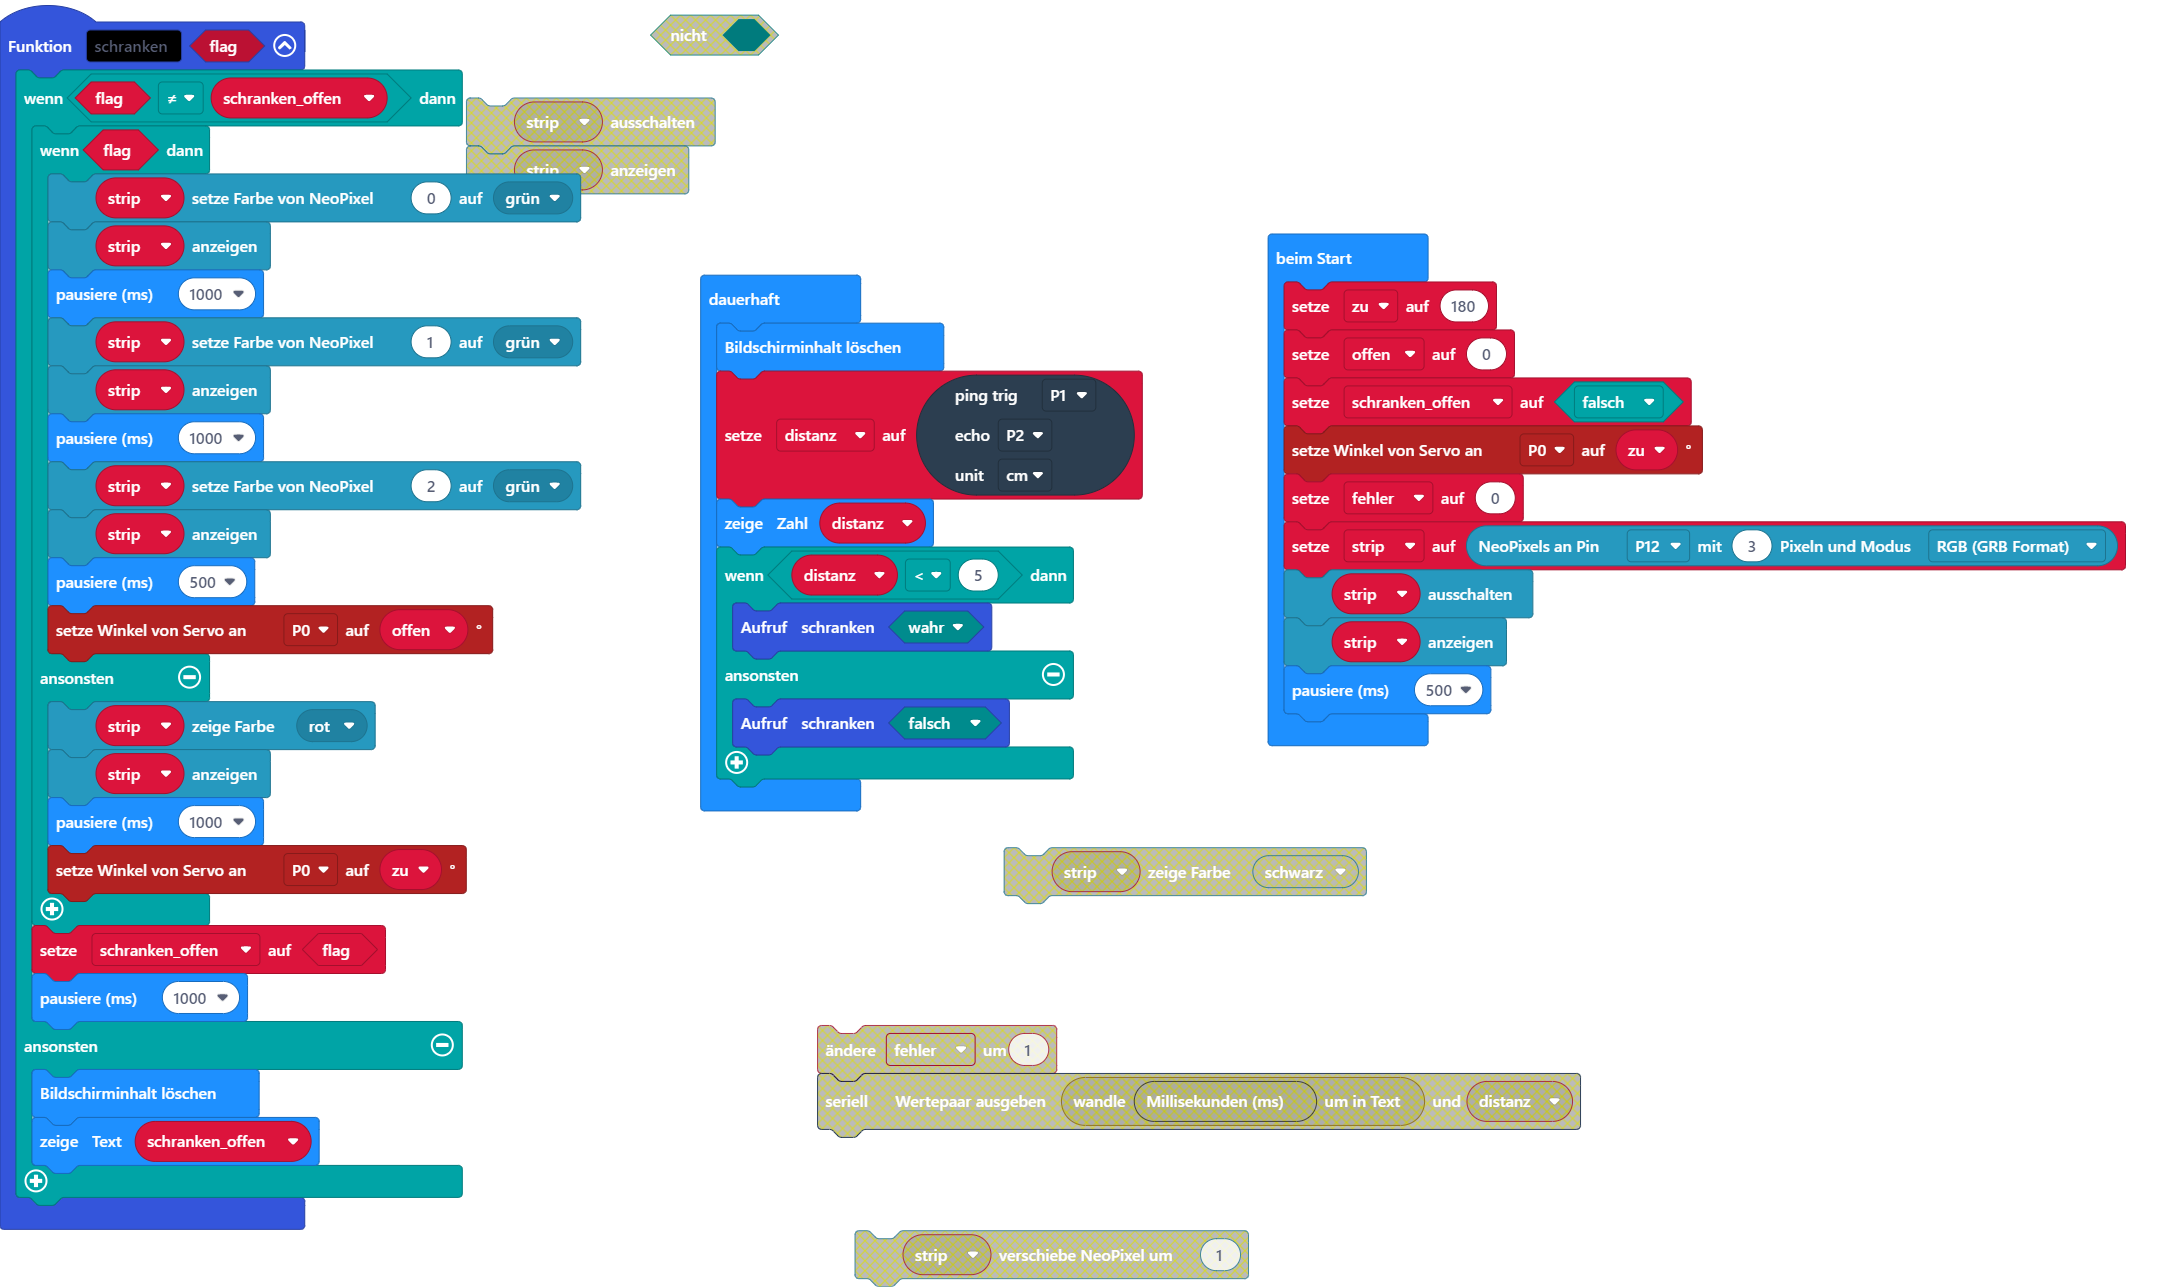 Funktion schranken flag
wenn flag ≠ schranken_offen dann
wenn flag dann
strip setze Farbe von NeoPixel 0 auf grün
strip anzeigen
pausiere (ms) 1000
strip setze Farbe von NeoPixel 1 auf grün
strip anzeigen
pausiere (ms) 1000
strip setze Farbe von NeoPixel 2 auf grün
strip anzeigen
pausiere (ms) 500
setze Winkel von Servo an P0 auf offen °
ansonsten
strip zeige Farbe rot
strip anzeigen
pausiere (ms) 1000
setze Winkel von Servo an P0 auf zu °
setze schranken_offen auf flag
pausiere (ms) 1000
ansonsten
Bildschirminhalt löschen
zeige Text schranken_offen
nicht
strip ausschalten
strip anzeigen
dauerhaft
Bildschirminhalt löschen
setze distanz auf ping trig P1
echo P2
unit cm
zeige Zahl distanz
wenn distanz < 5 dann
Aufruf schranken wahr
ansonsten
Aufruf schranken falsch
beim Start
setze zu auf 180
setze offen auf 0
setze schranken_offen auf falsch
setze Winkel von Servo an P0 auf zu °
setze fehler auf 0
setze strip auf NeoPixels an Pin P12 mit 3 Pixeln und Modus RGB (GRB Format)
strip ausschalten
strip anzeigen
pausiere (ms) 500
strip zeige Farbe schwarz
ändere fehler um 1
seriell Wertepaar ausgeben wandle Millisekunden (ms) um in Text und distanz
strip verschiebe NeoPixel um 1